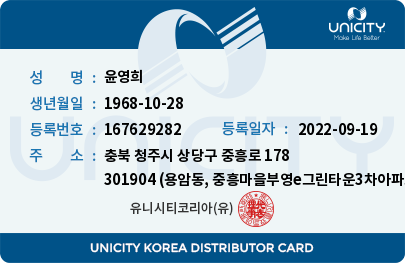 UNICITY
Make Life Better
성 명 : 윤영희
생년월일 : 1968-10-28
등록번호 : 167629282 등록일자 : 2022-09-19
주 소 : 충북 청주시 상당구 중흥로 178
301904 (용암동, 중흥마을부영e그린타운3차아파
유니시티코리아(유)
UNICITY
UNICITY KOREA DISTRIBUTOR CARD